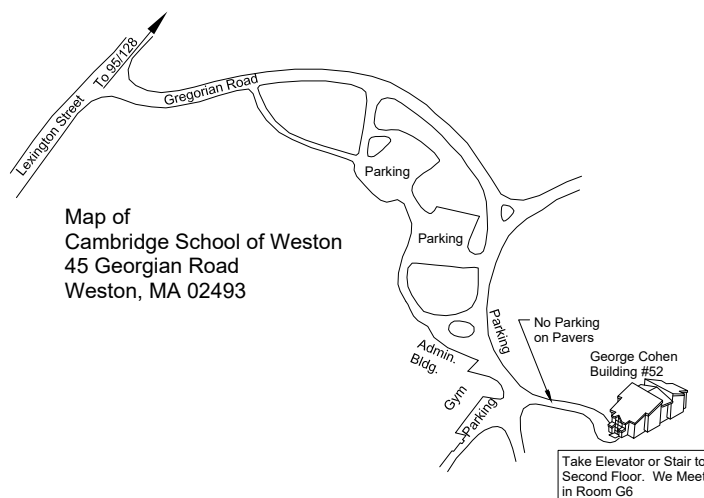 To 95/128
Lexington Street
Gregorian Road
Parking
Map of
Cambridge School of Weston
45 Georgian Road
Weston, MA 02493
Parking
Parking
No Parking
on Pavers
George Cohen
Building #52
Admin.
Bldg.
Gym
Parking
Take Elevator or Stair to
Second Floor.  We Meet
in Room G6